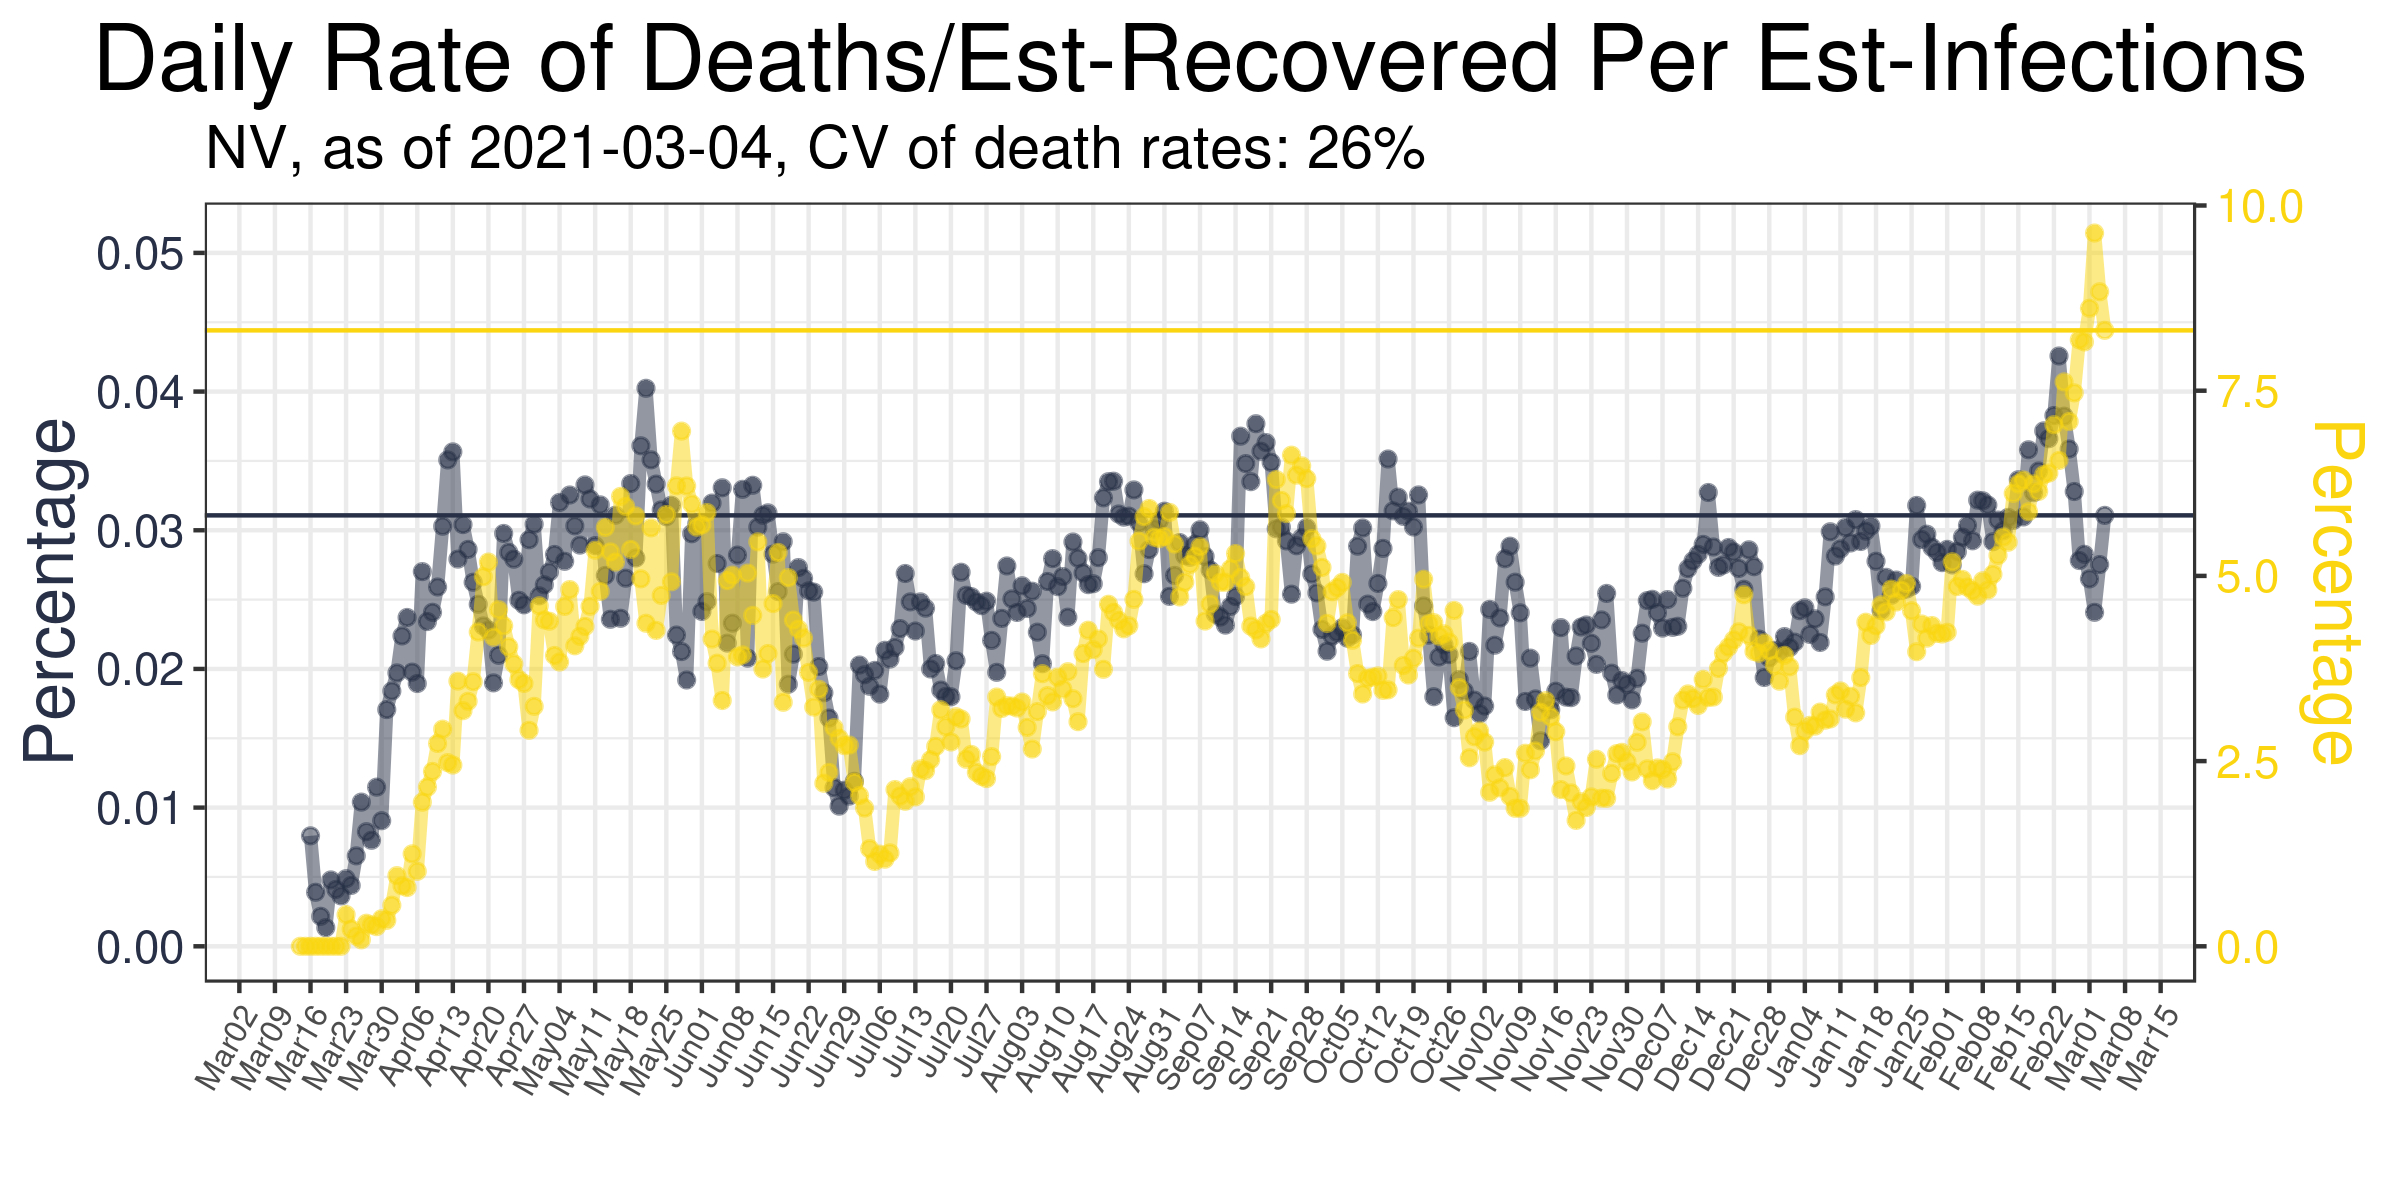 Daily Rate of Deaths/Est-Recovered Per Est-Infections
NV, as of 2021-03-04, CV of death rates: 26%
Percentage
0.05
0.04
0.03
0.02
0.01
0.00
10.0
7.5
5.0
2.5
0.0
Percentage
Mar02
Mar09
Mar16
Mar23
Mar30
Apr06
Apr13
Apr20
Apr27
May04
May11
May18
May25
Jun01
Jun08
Jun15
Jun22
Jun29
Jul06
Jul13
Jul20
Jul27
Aug03
Aug10
Aug17
Aug24
Aug31
Sep07
Sep14
Sep21
Sep28
Oct05
Oct12
Oct19
Oct26
Nov02
Nov09
Nov16
Nov23
Nov30
Dec07
Dec14
Dec21
Dec28
Jan04
Jan11
Jan18
Jan25
Feb01
Feb08
Feb15
Feb22
Mar01
Mar08
Mar15